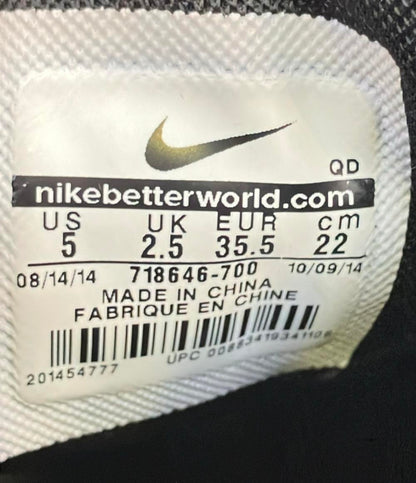 QD
nikebetterworld.com
US UK EUR cm
5 2.5 35.5 22
08/14/14 718646-700 10/09/14
MADE IN CHINA
FABRIQUE EN CHINE
201454777 UPC